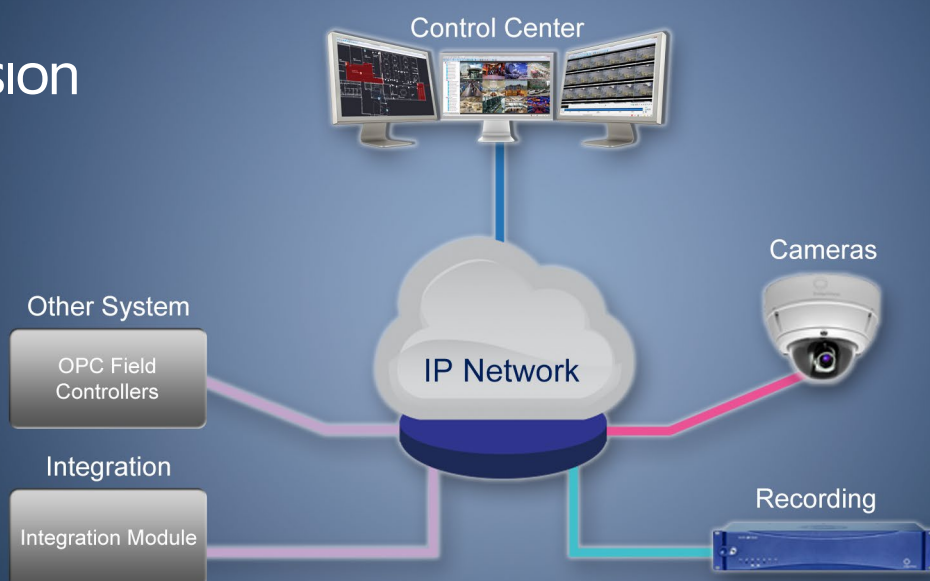 sion
Control Center
Cameras
Other System
OPC Field
Controllers
IP Network
Integration
Integration Module
Recording